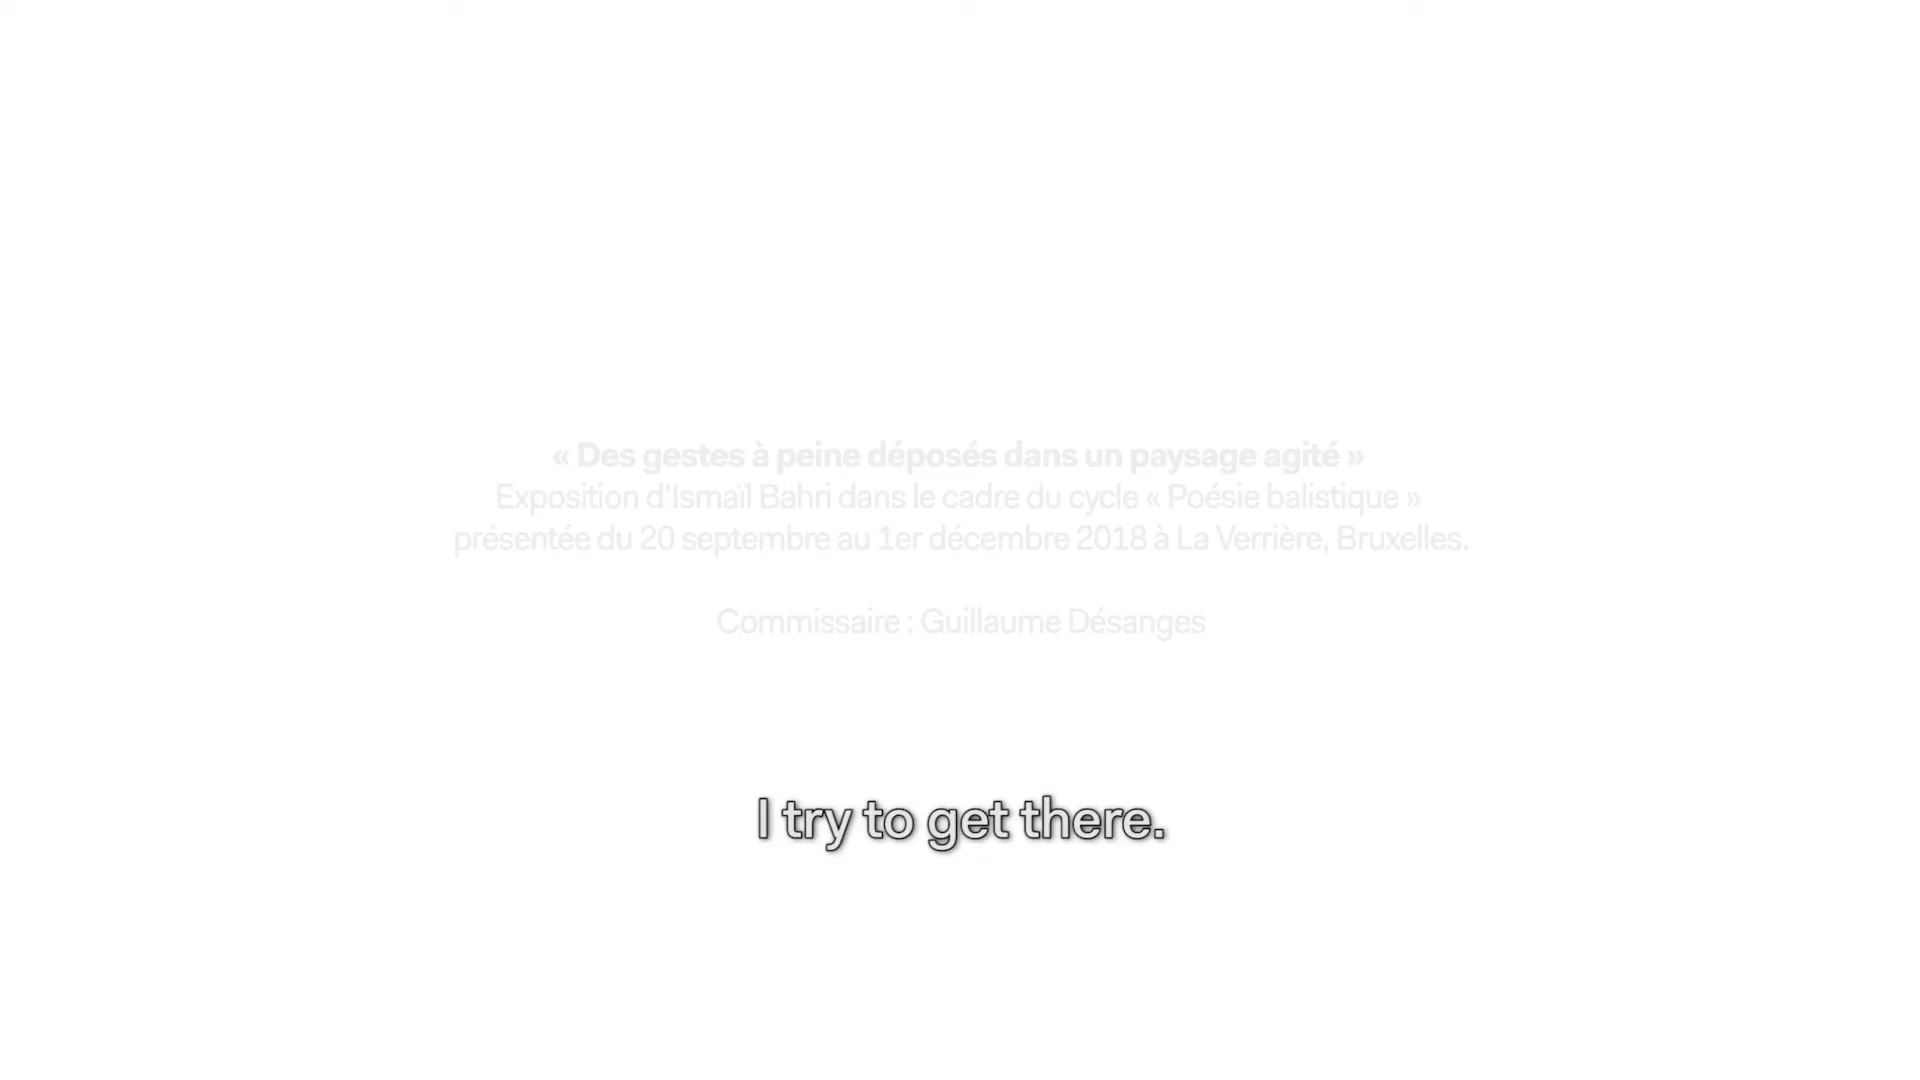 « Des gestes à peine déposés dans un paysage agité »
Exposition d'Ismaïl Bahri dans le cadre du cycle « Poésie balistique »
présentée du 20 septembre au 1er décembre 2018 à La Verrière, Bruxelles.
Commissaire : Guillaume Désanges
I try to get there.